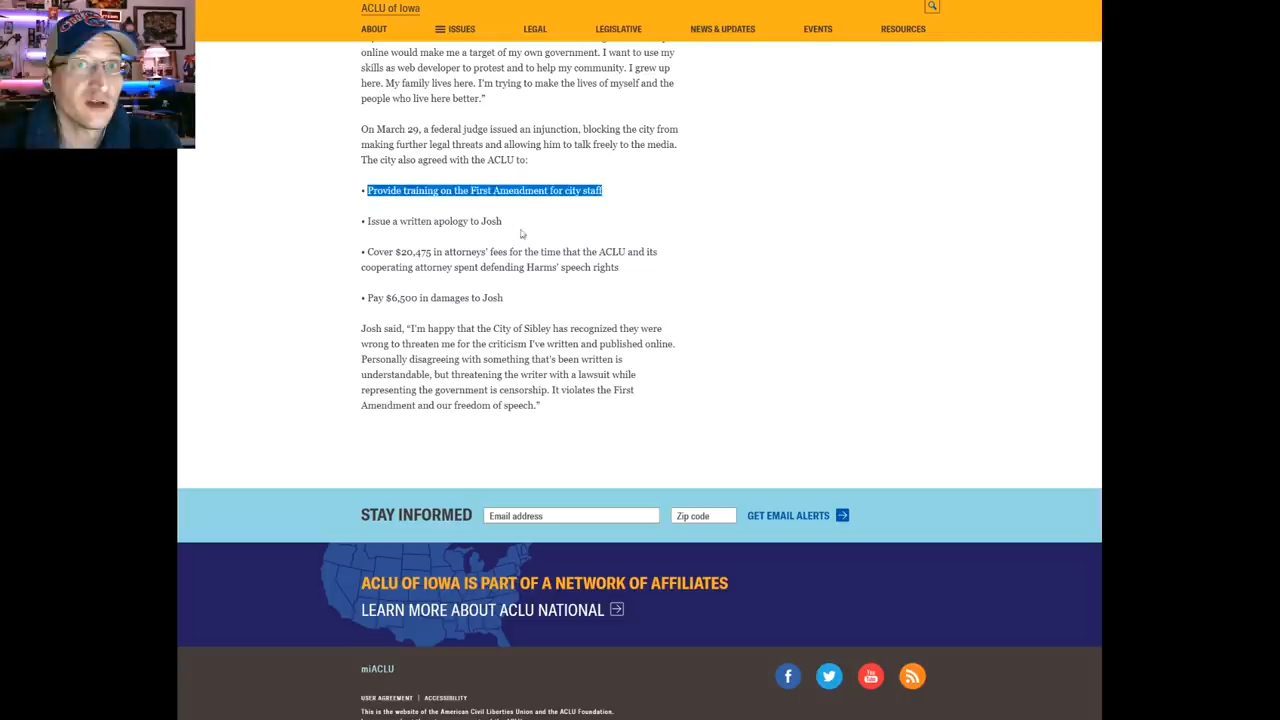 ACLU of Iowa
ABOUT
ISSUES
LEGAL
LEGISLATIVE
NEWS & UPDATES
EVENTS
RESOURCES
online would make me a target of my own government. I want to use my
skills as web developer to protest and to help my community. I grew up
here. My family lives here. I'm trying to make the lives of myself and the
people who live here better."
On March 29, a federal judge issued an injunction, blocking the city from
making further legal threats and allowing him to talk freely to the media.
The city also agreed with the ACLU to:
• Provide training on the First Amendment for city staff
• Issue a written apology to Josh
• Cover $20,475 in attorneys' fees for the time that the ACLU and its
cooperating attorney spent defending Harms' speech rights
• Pay $6,500 in damages to Josh
Josh said, "I'm happy that the City of Sibley has recognized they were
wrong to threaten me for the criticism I've written and published online.
Personally disagreeing with something that's been written is
understandable, but threatening the writer with a lawsuit while
representing the government is censorship. It violates the First
Amendment and our freedom of speech."
STAY INFORMED
Email address
Zip code
GET EMAIL ALERTS
ACLU OF IOWA IS PART OF A NETWORK OF AFFILIATES
LEARN MORE ABOUT ACLU NATIONAL
miACLU
You
Tube
USER AGREEMENT | ACCESSIBILITY
This is the website of the American Civil Liberties Union and the ACLU Foundation.